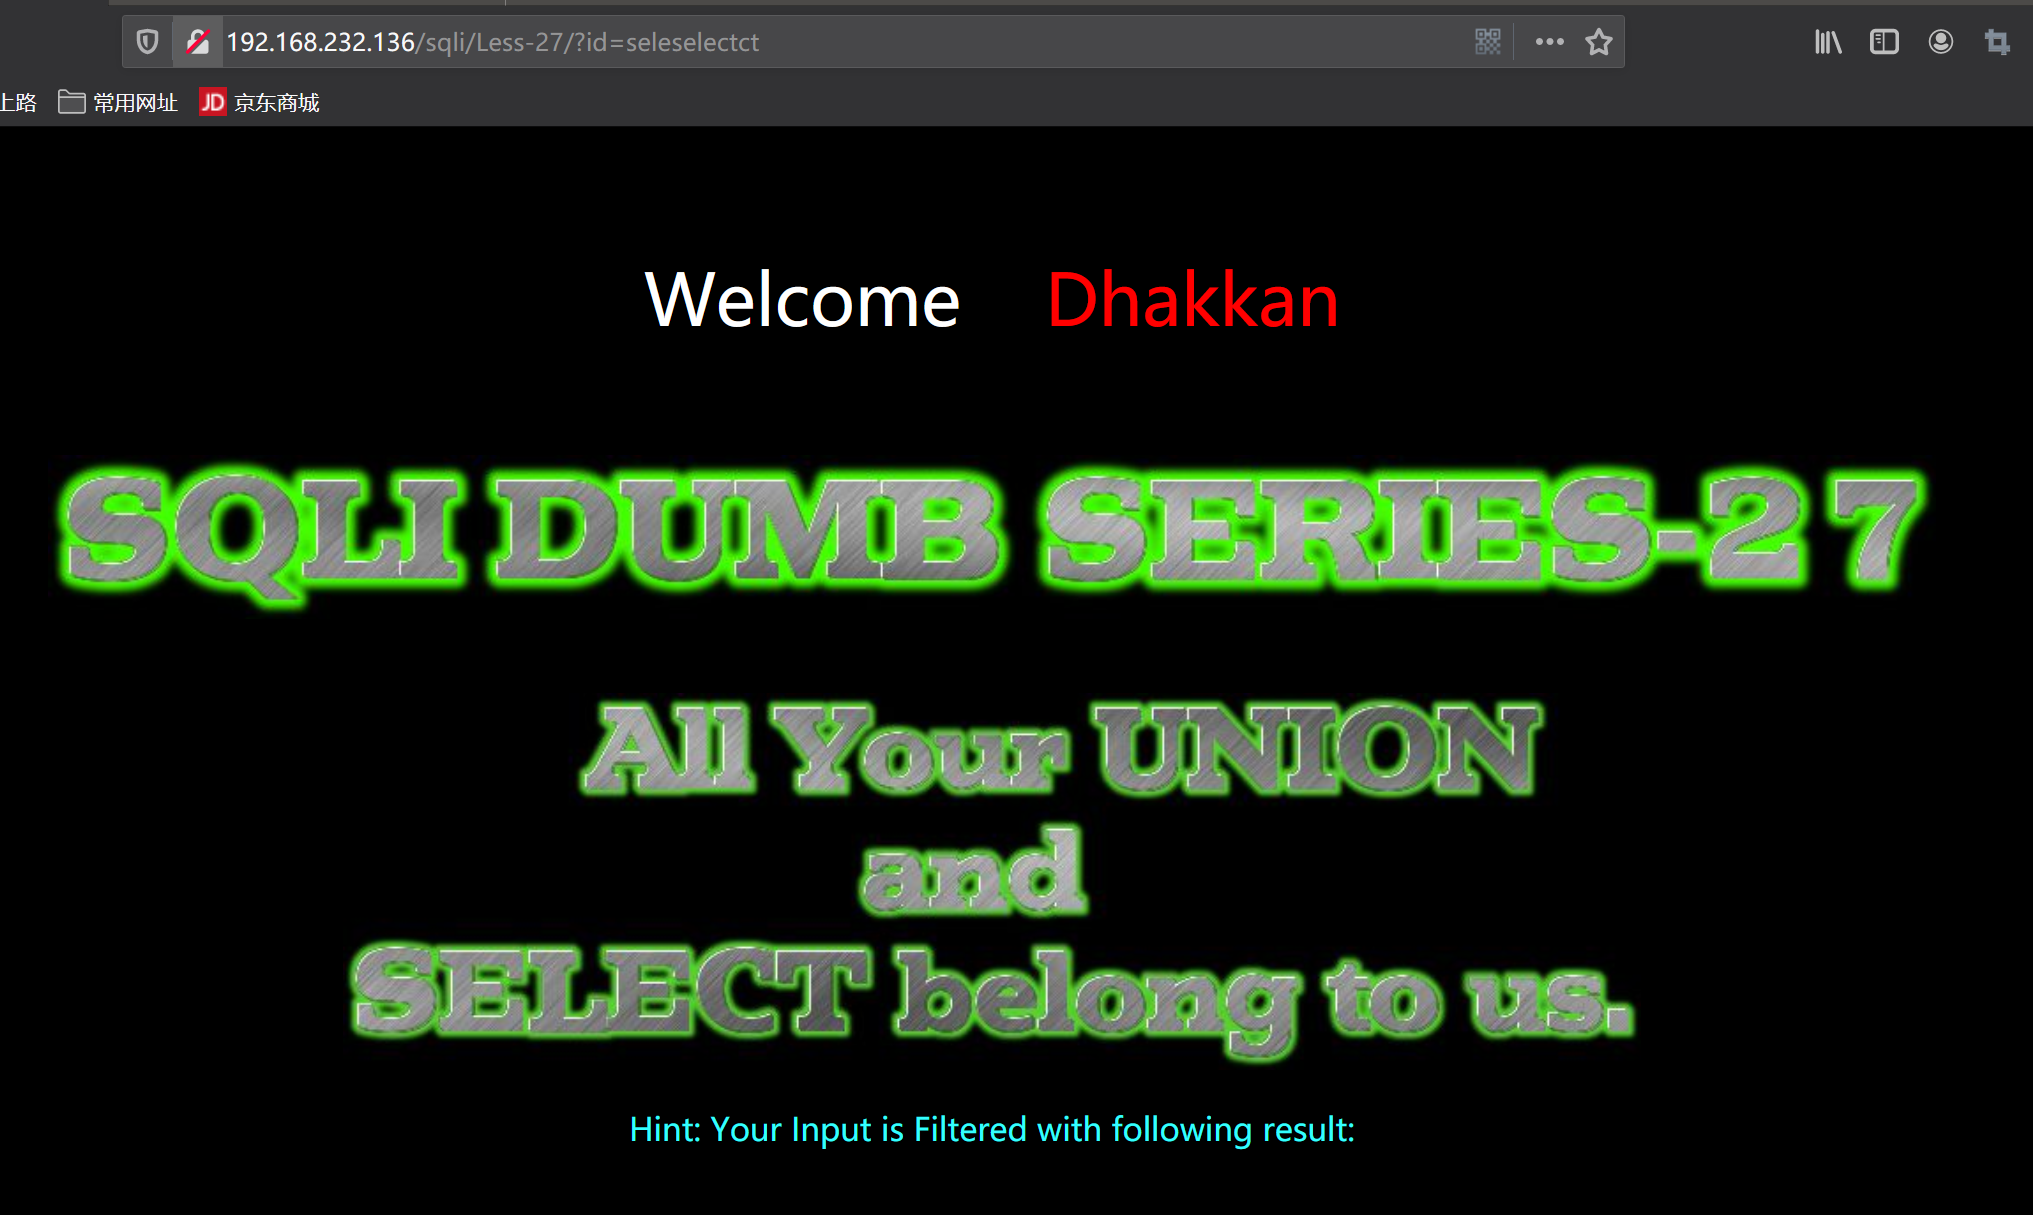 192.168.232.136/sqli/Less-27/?id=seleselectct
上路 常用网址 JD 京东商城
Welcome Dhakkan
SQLI DUMB SERIES-27
All Your UNION
and
SELECT belong to us.
Hint: Your Input is Filtered with following result: